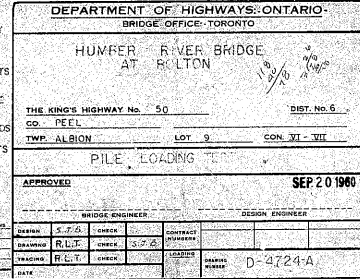 DEPARTMENT OF HIGHWAYS-ONTARIO-
BRIDGE OFFICE-TORONTO
HUMBER RIVER BRIDGE
AT BOLTON
THE KING'S HIGHWAY No. 50 DIST. No. 6
CO. PEEL
TWP. ALBION LOT 9 CON. VI - VII
PILE LOADING
APPROVED SEP 20 1960
BRIDGE ENGINEER DESIGN ENGINEER
DESIGN S.T.B. CHECK CONTRACT NUMBERS
DRAWING R.L.T. CHECK S.T.B.
TRACING R.L.T. CHECK LOADING DRAWING NUMBER D-4724-A
DATE